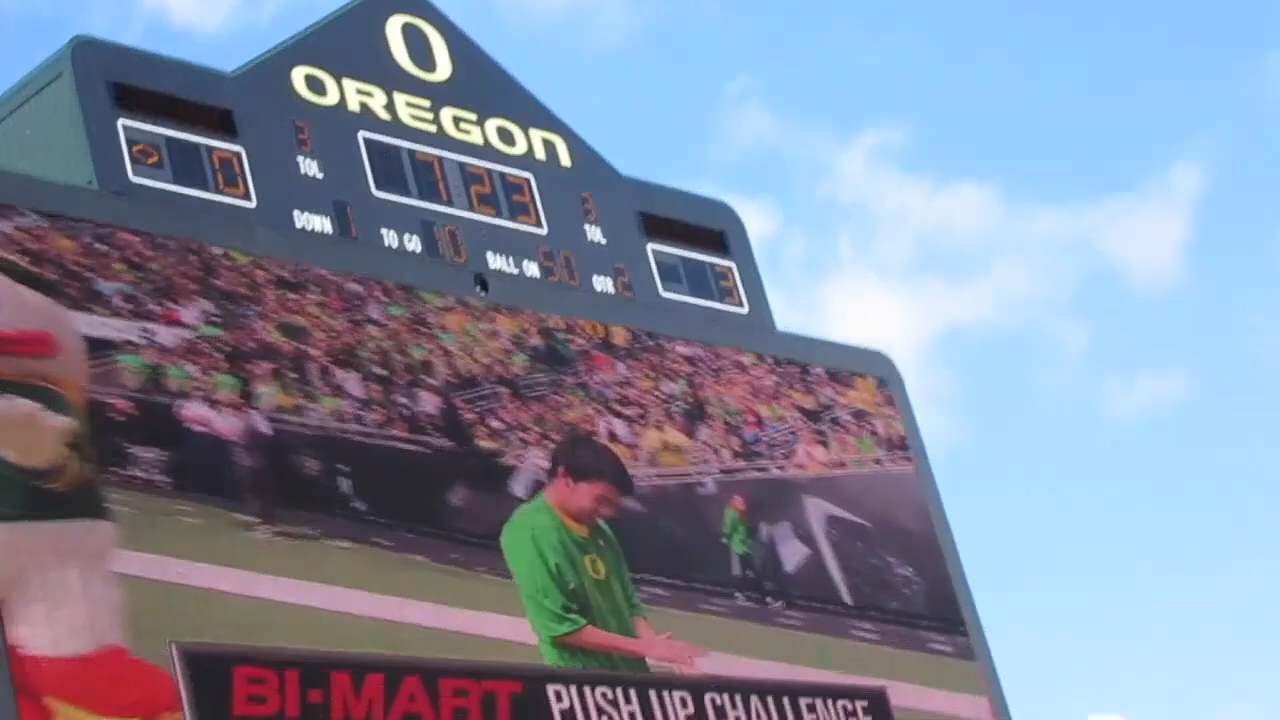 O
OREGON
0
3
TOL
7 23
3
TOL
DOWN 1
TO GO 10
BALL ON 50
QTR 2
3
BI-MART PUSH UP CHALLENGE